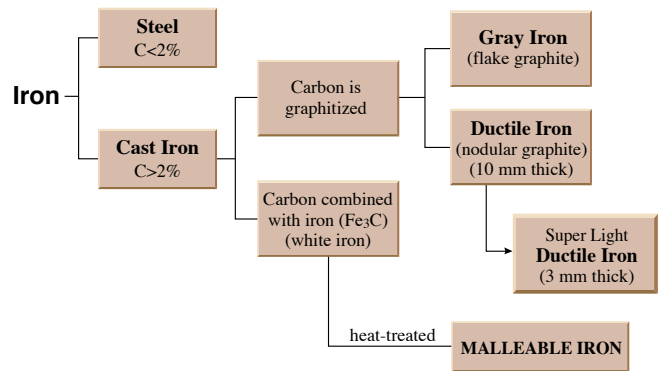 Iron
Steel
C<2%
Cast Iron
C>2%
Carbon is
graphitized
Carbon combined
with iron (Fe₃C)
(white iron)
Gray Iron
(flake graphite)
Ductile Iron
(nodular graphite)
(10 mm thick)
Super Light
Ductile Iron
(3 mm thick)
heat-treated
MALLEABLE IRON